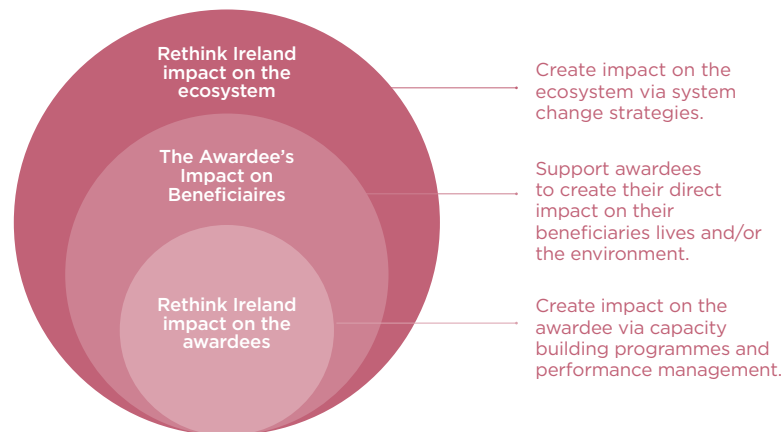 Rethink Ireland
impact on the
ecosystem
Create impact on the
ecosystem via system
change strategies.
The Awardee's
Impact on
Beneficiaires
Support awardees
to create their direct
impact on their
beneficiaries lives and/or
the environment.
Rethink Ireland
impact on the
awardees
Create impact on the
awardee via capacity
building programmes and
performance management.